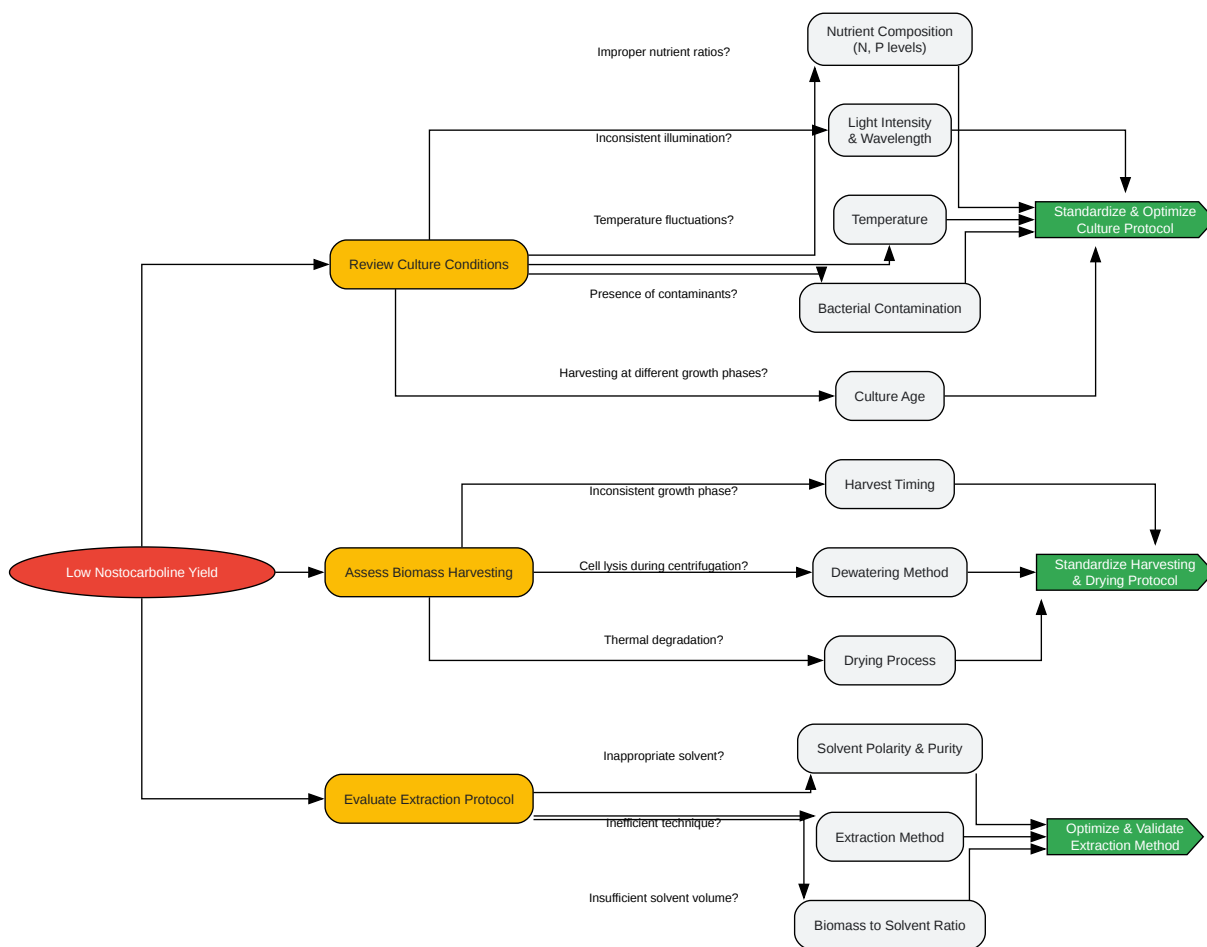 Nutrient Composition
(N, P levels)
Improper nutrient ratios?
Light Intensity
& Wavelength
Inconsistent illumination?
Temperature
Temperature fluctuations?
Standardize & Optimize
Culture Protocol
Review Culture Conditions
Presence of contaminants?
Bacterial Contamination
Harvesting at different growth phases?
Culture Age
Harvest Timing
Inconsistent growth phase?
Low Nostocarboline Yield
Assess Biomass Harvesting
Cell lysis during centrifugation?
Dewatering Method
Standardize Harvesting
& Drying Protocol
Thermal degradation?
Drying Process
Solvent Polarity & Purity
Inappropriate solvent?
Evaluate Extraction Protocol
Inefficient technique?
Extraction Method
Optimize & Validate
Extraction Method
Insufficient solvent volume?
Biomass to Solvent Ratio